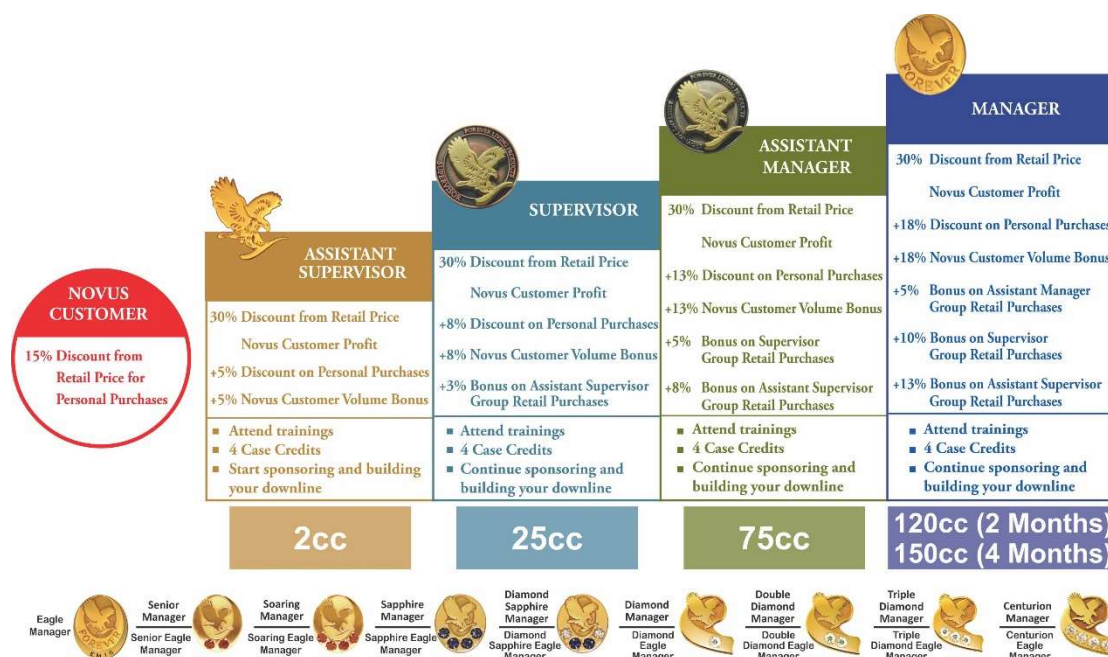 NOVUS
CUSTOMER
15% Discount from
Retail Price for
Personal Purchases
ASSISTANT
SUPERVISOR
30% Discount from Retail Price
Novus Customer Profit
+5% Discount on Personal Purchases
+5% Novus Customer Volume Bonus
■ Attend trainings
■ 4 Case Credits
■ Start sponsoring and building
your downline
2cc
SUPERVISOR
30% Discount from Retail Price
Novus Customer Profit
+8% Discount on Personal Purchases
+8% Novus Customer Volume Bonus
+3% Bonus on Assistant Supervisor
Group Retail Purchases
■ Attend trainings
■ 4 Case Credits
■ Continue sponsoring and
building your downline
25cc
ASSISTANT
MANAGER
30% Discount from Retail Price
Novus Customer Profit
+13% Discount on Personal Purchases
+13% Novus Customer Volume Bonus
+5% Bonus on Supervisor
Group Retail Purchases
+8% Bonus on Assistant Supervisor
Group Retail Purchases
■ Attend trainings
■ 4 Case Credits
■ Continue sponsoring and
building your downline
75cc
FOREVER
MANAGER
30% Discount from Retail Price
Novus Customer Profit
+18% Discount on Personal Purchases
+18% Novus Customer Volume Bonus
+5% Bonus on Assistant Manager
Group Retail Purchases
+10% Bonus on Supervisor
Group Retail Purchases
+13% Bonus on Assistant Supervisor
Group Retail Purchases
■ Attend trainings
■ 4 Case Credits
■ Continue sponsoring and
building your downline
120cc (2 Months)
150cc (4 Months)
Eagle
Manager
FOREVER
Senior
Manager
Senior Eagle
Manager
Soaring
Manager
Soaring Eagle
Manager
Sapphire
Manager
Sapphire Eagle
Manager
Diamond
Sapphire
Manager
Diamond
Sapphire Eagle
Manager
Diamond
Manager
Diamond
Eagle
Manager
Double
Diamond
Manager
Double
Diamond Eagle
Manager
Triple
Diamond
Manager
Triple
Diamond Eagle
Manager
Centurion
Manager
Centurion
Eagle
Manager